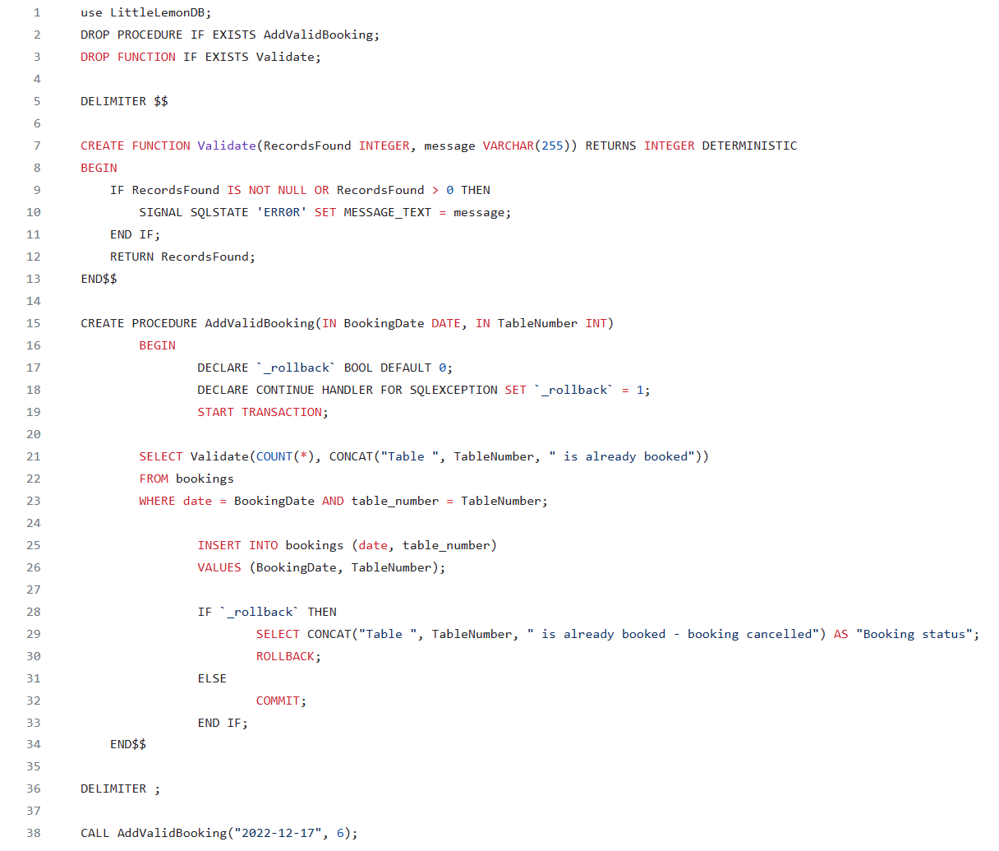 1 use LittleLemonDB;
2 DROP PROCEDURE IF EXISTS AddValidBooking;
3 DROP FUNCTION IF EXISTS Validate;
4
5 DELIMITER $$
6
7 CREATE FUNCTION Validate(RecordsFound INTEGER, message VARCHAR(255)) RETURNS INTEGER DETERMINISTIC
8 BEGIN
9     IF RecordsFound IS NOT NULL OR RecordsFound > 0 THEN
10         SIGNAL SQLSTATE 'ERR0R' SET MESSAGE_TEXT = message;
11     END IF;
12     RETURN RecordsFound;
13 END$$
14
15 CREATE PROCEDURE AddValidBooking(IN BookingDate DATE, IN TableNumber INT)
16         BEGIN
17                 DECLARE `_rollback` BOOL DEFAULT 0;
18                 DECLARE CONTINUE HANDLER FOR SQLEXCEPTION SET `_rollback` = 1;
19                 START TRANSACTION;
20
21         SELECT Validate(COUNT(*), CONCAT("Table ", TableNumber, " is already booked"))
22         FROM bookings
23         WHERE date = BookingDate AND table_number = TableNumber;
24
25                 INSERT INTO bookings (date, table_number)
26                 VALUES (BookingDate, TableNumber);
27
28                 IF `_rollback` THEN
29                         SELECT CONCAT("Table ", TableNumber, " is already booked - booking cancelled") AS "Booking status";
30                         ROLLBACK;
31                 ELSE
32                         COMMIT;
33                 END IF;
34     END$$
35
36 DELIMITER ;
37
38 CALL AddValidBooking("2022-12-17", 6);